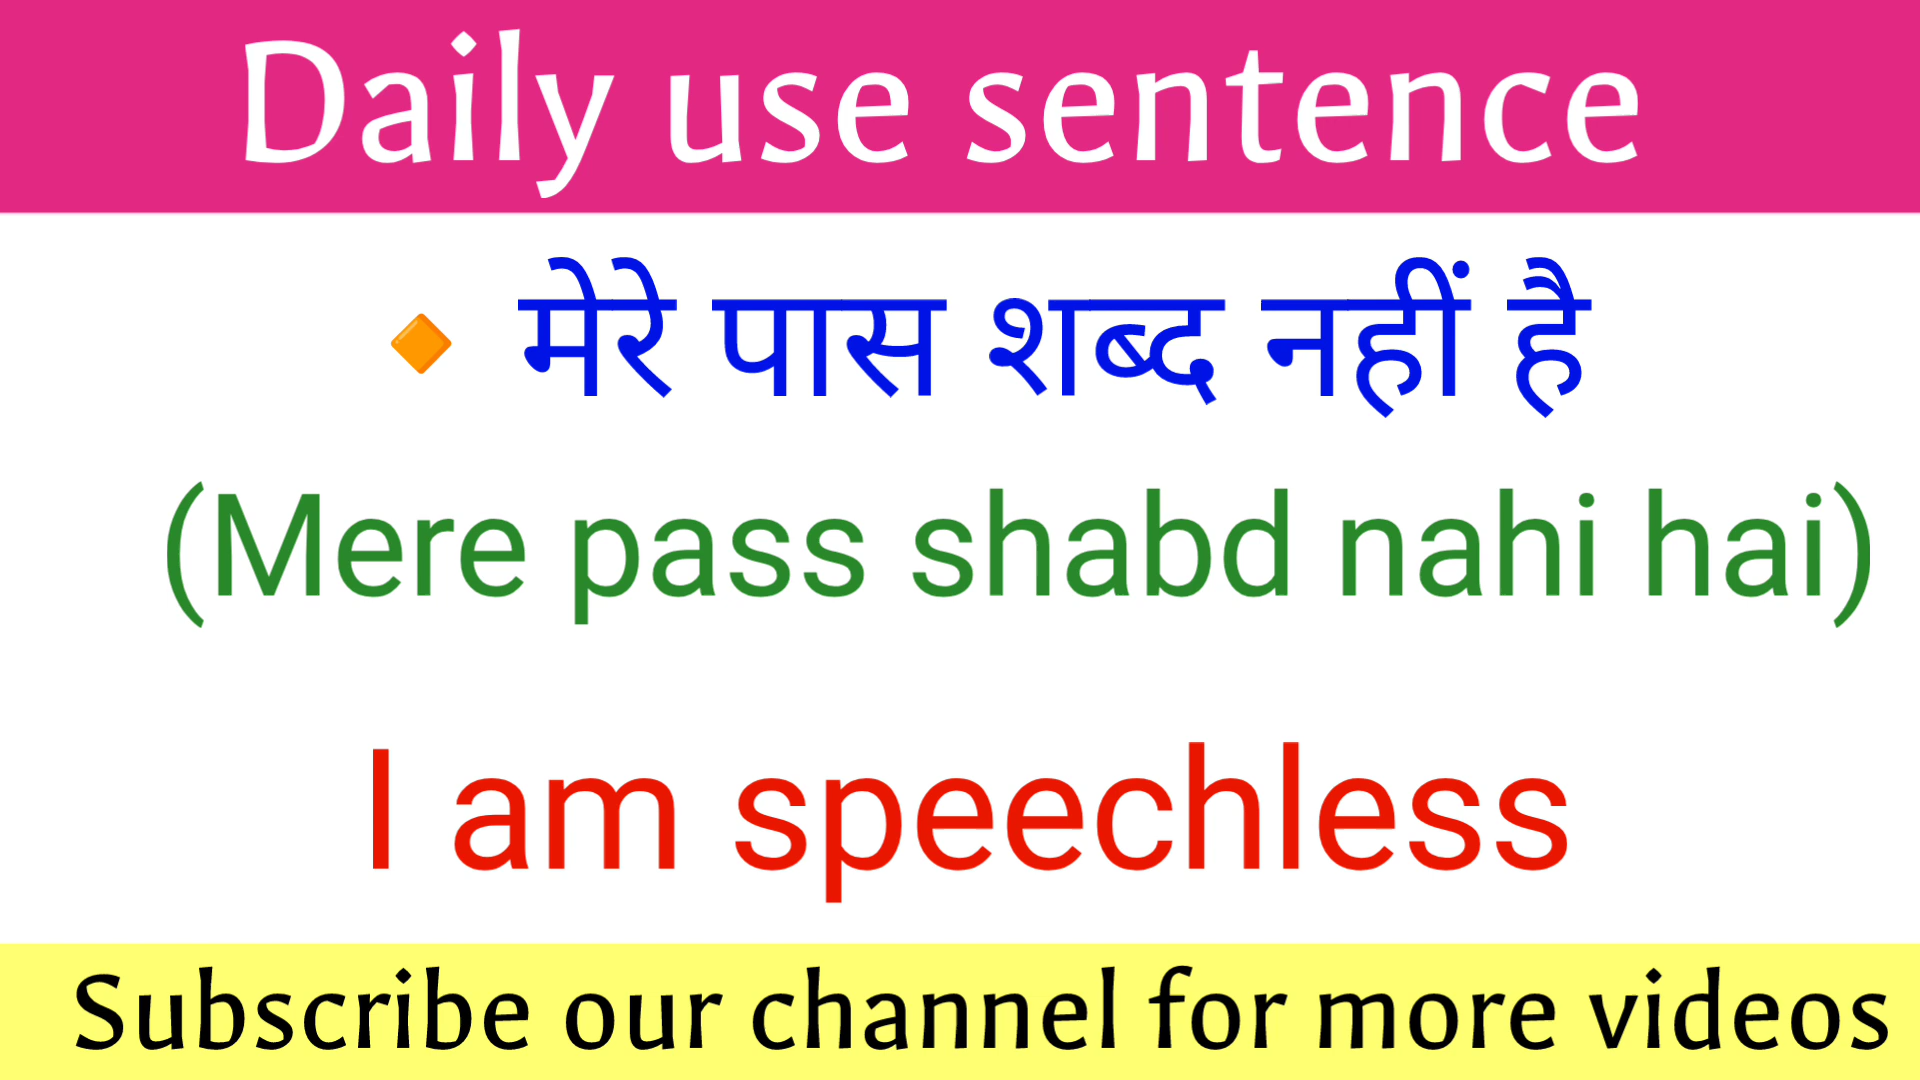 Daily use sentence
🔸 मेरे पास शब्द नहीं है
(Mere pass shabd nahi hai)
I am speechless
Subscribe our channel for more videos